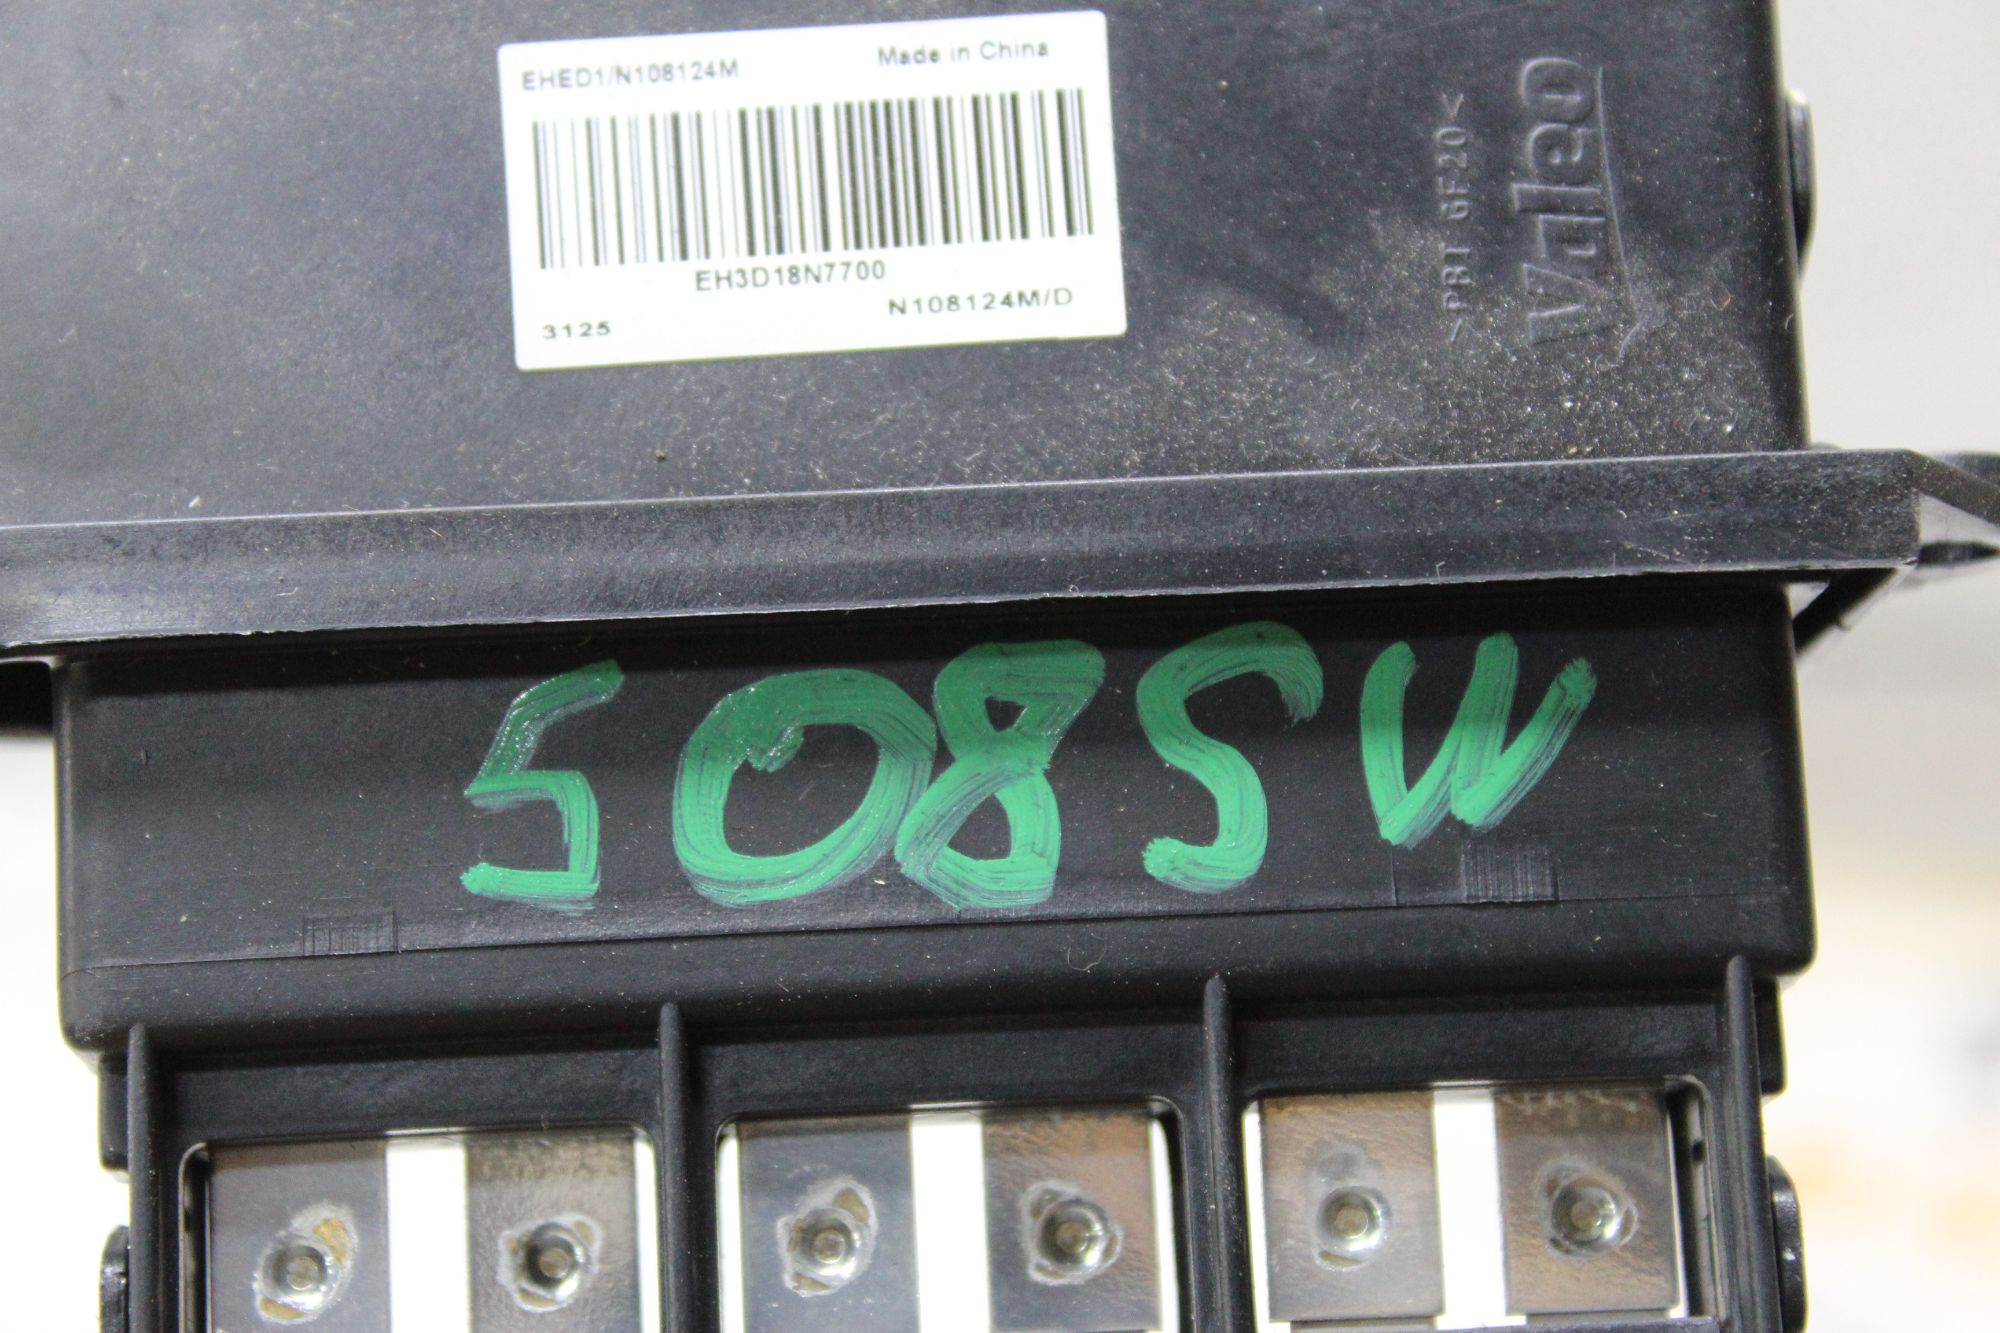 EHED1/N108124M
Made in China
EH3D18N7700
N108124M/D
3125
>PBT GF20<
Valeo
508SW